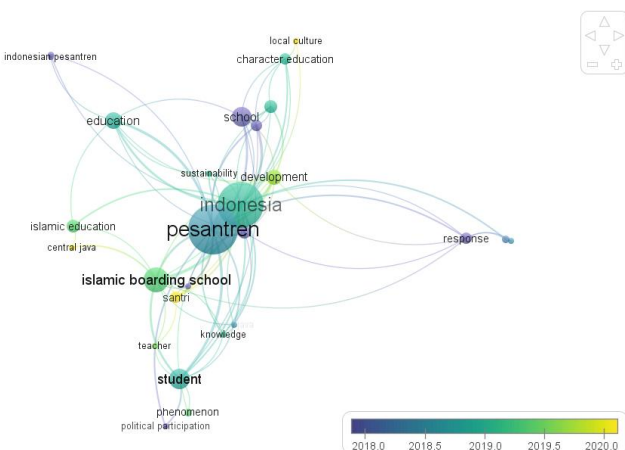 local culture
indonesian pesantren
character education
education
school
sustainability
development
indonesia
islamic education
pesantren
response
central java
islamic boarding school
santri
knowledge
teacher
student
phenomenon
political participation
2018.0 2018.5 2019.0 2019.5 2020.0